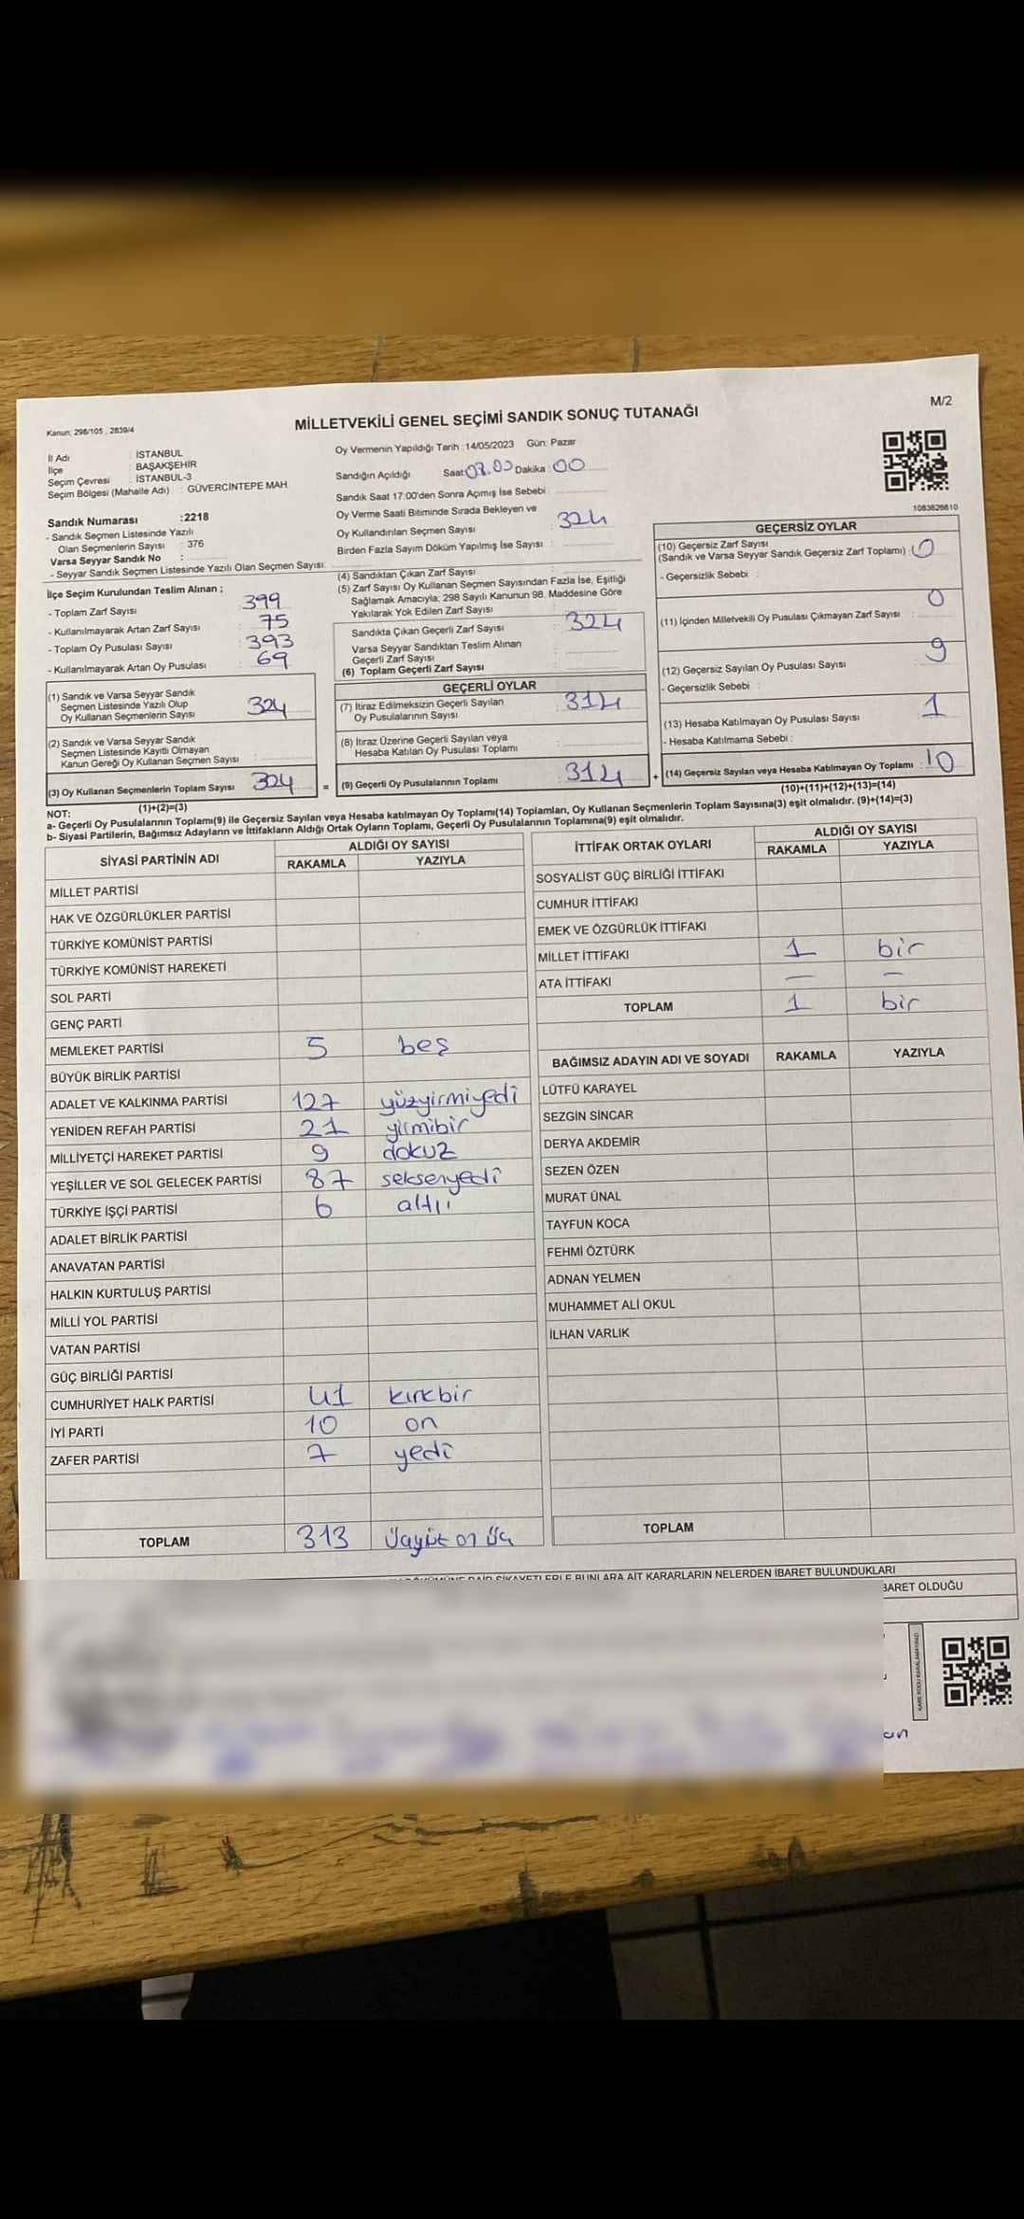 MİLLETVEKİLİ GENEL SEÇİMİ SANDIK SONUÇ TUTANAĞI
M/2
Kanun: 298/105 , 2839/4
İl Adı : İSTANBUL
İlçe : BAŞAKŞEHİR
Seçim Çevresi : İSTANBUL-3
Seçim Bölgesi (Mahalle Adı) : GÜVERCİNTEPE MAH.
Sandık Numarası :2218
- Sandık Seçmen Listesinde Yazılı
Olan Seçmenlerin Sayısı : 376
Varsa Seyyar Sandık No :
- Seyyar Sandık Seçmen Listesinde Yazılı Olan Seçmen Sayısı:
Oy Vermenin Yapıldığı Tarih :14/05/2023 Gün: Pazar
Sandığın Açıldığı Saat:08.00 Dakika :00
Sandık Saat 17:00'den Sonra Açımış İse Sebebi :
Oy Verme Saati Bitiminde Sırada Bekleyen ve
Oy Kullandırılan Seçmen Sayısı : 324
Birden Fazla Sayım Döküm Yapılmış İse Sayısı :
1083626610
İlçe Seçim Kurulundan Teslim Alınan ;
- Toplam Zarf Sayısı : 399
- Kullanılmayarak Artan Zarf Sayısı : 75
- Toplam Oy Pusulası Sayısı : 393
- Kullanılmayarak Artan Oy Pusulası : 69
(1) Sandık ve Varsa Seyyar Sandık
Seçmen Listesinde Yazılı Olup
Oy Kullanan Seçmenlerin Sayısı : 324
(2) Sandık ve Varsa Seyyar Sandık
Seçmen Listesinde Kayıtlı Olmayan
Kanun Gereği Oy Kullanan Seçmen Sayısı :
(3) Oy Kullanan Seçmenlerin Toplam Sayısı : 324
(1)+(2)=(3)
(4) Sandıktan Çıkan Zarf Sayısı :
(5) Zarf Sayısı Oy Kullanan Seçmen Sayısından Fazla İse, Eşitliği
Sağlamak Amacıyla; 298 Sayılı Kanunun 98. Maddesine Göre
Yakılarak Yok Edilen Zarf Sayısı :
Sandıkta Çıkan Geçerli Zarf Sayısı : 324
Varsa Seyyar Sandıktan Teslim Alınan
Geçerli Zarf Sayısı :
(6) Toplam Geçerli Zarf Sayısı :
GEÇERLİ OYLAR
(7) İtiraz Edilmeksizin Geçerli Sayılan
Oy Pusulalarının Sayısı : 314
(8) İtiraz Üzerine Geçerli Sayılan veya
Hesaba Katılan Oy Pusulası Toplamı :
= (9) Geçerli Oy Pusulalarının Toplamı : 314
GEÇERSİZ OYLAR
(10) Geçersiz Zarf Sayısı
(Sandık ve Varsa Seyyar Sandık Geçersiz Zarf Toplamı) : 0
- Geçersizlik Sebebi :
(11) İçinden Milletvekili Oy Pusulası Çıkmayan Zarf Sayısı : 0
(12) Geçersiz Sayılan Oy Pusulası Sayısı : 9
- Geçersizlik Sebebi :
(13) Hesaba Katılmayan Oy Pusulası Sayısı : 1
- Hesaba Katılmama Sebebi :
+ (14) Geçersiz Sayılan veya Hesaba Katılmayan Oy Toplamı : 10
(10)+(11)+(12)+(13)=(14)
NOT:
a- Geçerli Oy Pusulalarının Toplamı(9) ile Geçersiz Sayılan veya Hesaba katılmayan Oy Toplamı(14) Toplamları, Oy Kullanan Seçmenlerin Toplam Sayısına(3) eşit olmalıdır. (9)+(14)=(3)
b- Siyasi Partilerin, Bağımsız Adayların ve İttifakların Aldığı Ortak Oyların Toplamı, Geçerli Oy Pusulalarının Toplamına(9) eşit olmalıdır.
SİYASİ PARTİNİN ADI
ALDIĞI OY SAYISI
RAKAMLA YAZIYLA
MİLLET PARTİSİ
HAK VE ÖZGÜRLÜKLER PARTİSİ
TÜRKİYE KOMÜNİST PARTİSİ
TÜRKİYE KOMÜNİST HAREKETİ
SOL PARTİ
GENÇ PARTİ
MEMLEKET PARTİSİ 5 beş
BÜYÜK BİRLİK PARTİSİ
ADALET VE KALKINMA PARTİSİ 127 yüzyirmiyedi
YENİDEN REFAH PARTİSİ 21 yirmibir
MİLLİYETÇİ HAREKET PARTİSİ 9 dokuz
YEŞİLLER VE SOL GELECEK PARTİSİ 87 seksenyedi
TÜRKİYE İŞÇİ PARTİSİ 6 altı
ADALET BİRLİK PARTİSİ
ANAVATAN PARTİSİ
HALKIN KURTULUŞ PARTİSİ
MİLLİ YOL PARTİSİ
VATAN PARTİSİ
GÜÇ BİRLİĞİ PARTİSİ
CUMHURİYET HALK PARTİSİ 41 kırkbir
İYİ PARTİ 10 on
ZAFER PARTİSİ 7 yedi
TOPLAM 313 üçyüz on üç
İTTİFAK ORTAK OYLARI
ALDIĞI OY SAYISI
RAKAMLA YAZIYLA
SOSYALİST GÜÇ BİRLİĞİ İTTİFAKI
CUMHUR İTTİFAKI
EMEK VE ÖZGÜRLÜK İTTİFAKI
MİLLET İTTİFAKI 1 bir
ATA İTTİFAKI — —
TOPLAM 1 bir
BAĞIMSIZ ADAYIN ADI VE SOYADI RAKAMLA YAZIYLA
LÜTFÜ KARAYEL
SEZGİN SİNCAR
DERYA AKDEMİR
SEZEN ÖZEN
MURAT ÜNAL
TAYFUN KOCA
FEHMİ ÖZTÜRK
ADNAN YELMEN
MUHAMMET ALİ OKUL
İLHAN VARLIK
TOPLAM
DAİR ŞİKAYETLERLE BUNLARA AİT KARARLARIN NELERDEN İBARET BULUNDUKLARI
BARET OLDUĞU